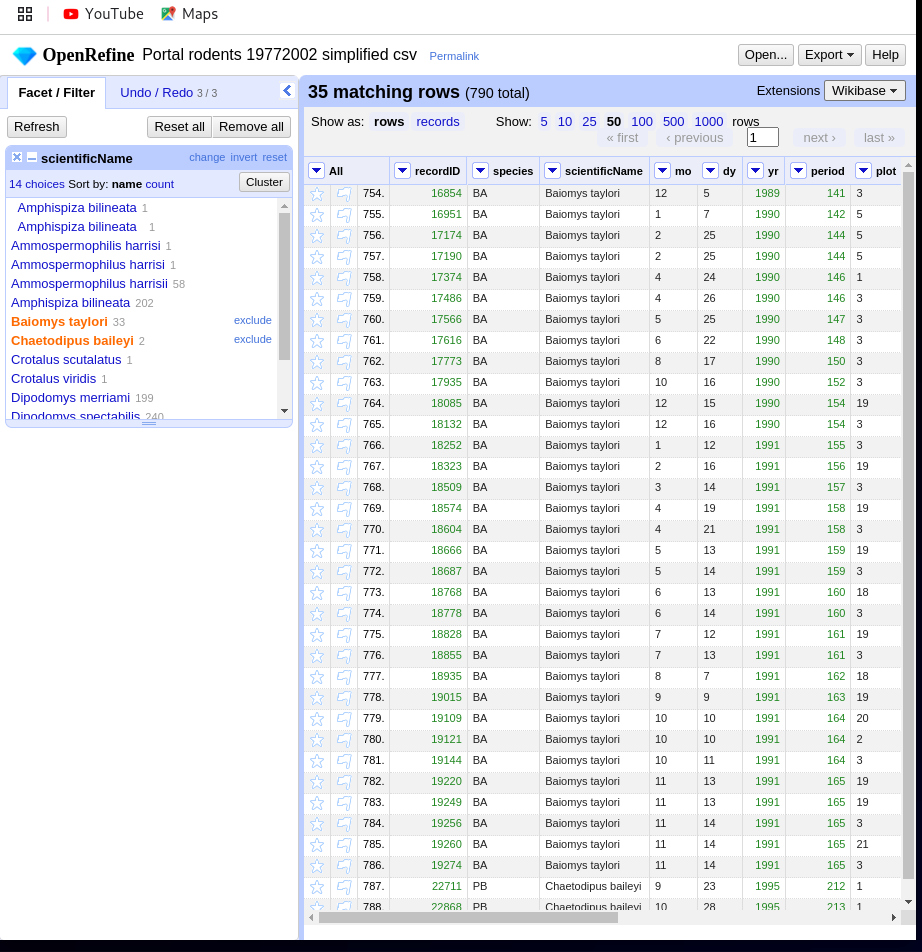 YouTube Maps
OpenRefine Portal rodents 19772002 simplified csv Permalink Open... Export Help
Facet / Filter Undo / Redo 3 / 3
Refresh Reset all Remove all
scientificName change invert reset
14 choices Sort by: name count Cluster
Amphispiza bilineata 1
Amphispiza bilineata 1
Ammospermophilis harrisi 1
Ammospermophilus harrisi 1
Ammospermophilus harrisii 58
Amphispiza bilineata 202
Baiomys taylori 33 exclude
Chaetodipus baileyi 2 exclude
Crotalus scutalatus 1
Crotalus viridis 1
Dipodomys merriami 199
Dipodomys spectabilis 240
35 matching rows (790 total) Extensions Wikibase
Show as: rows records Show: 5 10 25 50 100 500 1000 rows
« first ‹ previous 1 next › last »
All recordID species scientificName mo dy yr period plot
754. 16854 BA Baiomys taylori 12 5 1989 141 3
755. 16951 BA Baiomys taylori 1 7 1990 142 5
756. 17174 BA Baiomys taylori 2 25 1990 144 5
757. 17190 BA Baiomys taylori 2 25 1990 144 5
758. 17374 BA Baiomys taylori 4 24 1990 146 1
759. 17486 BA Baiomys taylori 4 26 1990 146 3
760. 17566 BA Baiomys taylori 5 25 1990 147 3
761. 17616 BA Baiomys taylori 6 22 1990 148 3
762. 17773 BA Baiomys taylori 8 17 1990 150 3
763. 17935 BA Baiomys taylori 10 16 1990 152 3
764. 18085 BA Baiomys taylori 12 15 1990 154 19
765. 18132 BA Baiomys taylori 12 16 1990 154 3
766. 18252 BA Baiomys taylori 1 12 1991 155 3
767. 18323 BA Baiomys taylori 2 16 1991 156 19
768. 18509 BA Baiomys taylori 3 14 1991 157 3
769. 18574 BA Baiomys taylori 4 19 1991 158 19
770. 18604 BA Baiomys taylori 4 21 1991 158 3
771. 18666 BA Baiomys taylori 5 13 1991 159 19
772. 18687 BA Baiomys taylori 5 14 1991 159 3
773. 18768 BA Baiomys taylori 6 13 1991 160 18
774. 18778 BA Baiomys taylori 6 14 1991 160 3
775. 18828 BA Baiomys taylori 7 12 1991 161 19
776. 18855 BA Baiomys taylori 7 13 1991 161 3
777. 18935 BA Baiomys taylori 8 7 1991 162 18
778. 19015 BA Baiomys taylori 9 9 1991 163 19
779. 19109 BA Baiomys taylori 10 10 1991 164 20
780. 19121 BA Baiomys taylori 10 10 1991 164 2
781. 19144 BA Baiomys taylori 10 11 1991 164 3
782. 19220 BA Baiomys taylori 11 13 1991 165 19
783. 19249 BA Baiomys taylori 11 13 1991 165 19
784. 19256 BA Baiomys taylori 11 14 1991 165 3
785. 19260 BA Baiomys taylori 11 14 1991 165 21
786. 19274 BA Baiomys taylori 11 14 1991 165 3
787. 22711 PB Chaetodipus baileyi 9 23 1995 212 1
788. 22868 PB Chaetodipus baileyi 10 28 1995 213 1